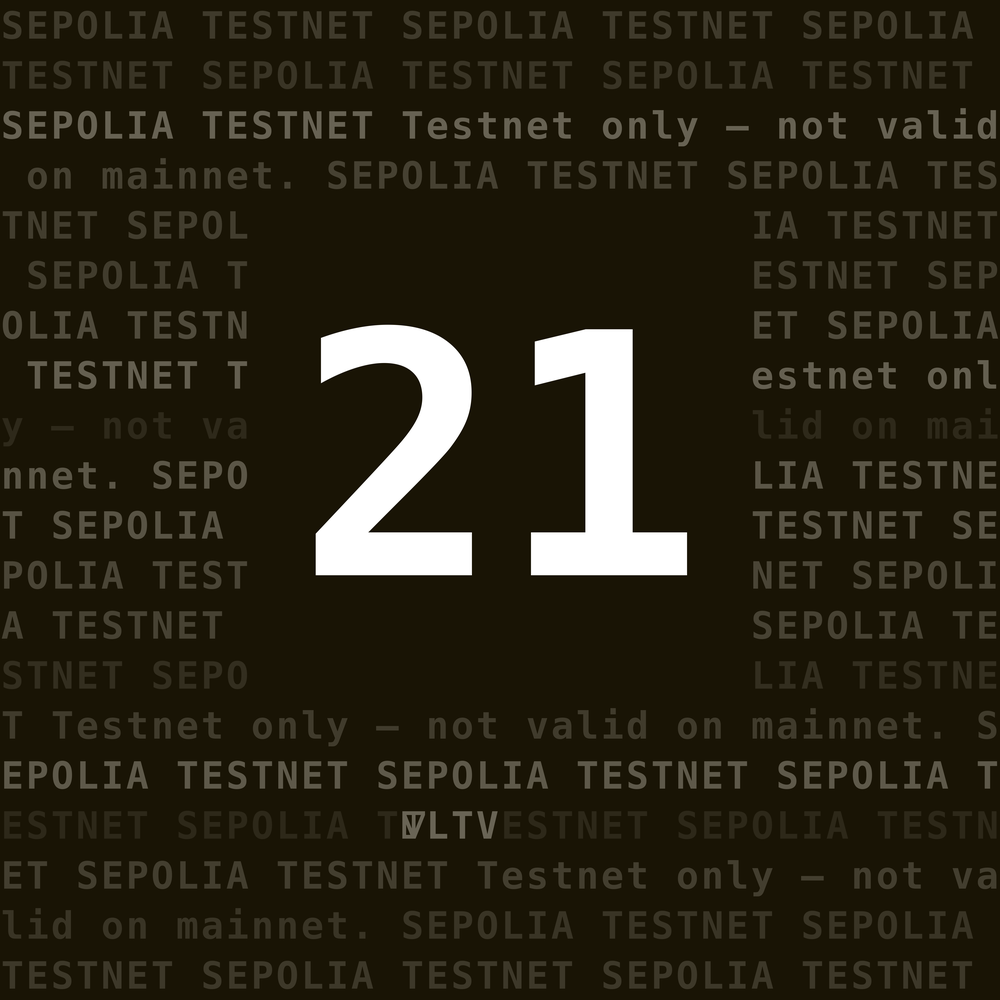 SEPOLIA TESTNET SEPOLIA TESTNET SEPOLIA
TESTNET SEPOLIA TESTNET SEPOLIA TESTNET
SEPOLIA TESTNET Testnet only — not valid
on mainnet. SEPOLIA TESTNET SEPOLIA TES
TNET SEPOL IA TESTNET
SEPOLIA T ESTNET SEP
OLIA TESTN ET SEPOLIA
TESTNET T estnet onl
y — not va lid on mai
21
nnet. SEPO LIA TESTNE
T SEPOLIA TESTNET SE
POLIA TEST NET SEPOLI
A TESTNET SEPOLIA TE
STNET SEPO LIA TESTNE
T Testnet only — not valid on mainnet. S
EPOLIA TESTNET SEPOLIA TESTNET SEPOLIA T
ESTNET SEPOLIA T VLTV ESTNET SEPOLIA TESTN
ET SEPOLIA TESTNET Testnet only — not va
lid on mainnet. SEPOLIA TESTNET SEPOLIA
TESTNET SEPOLIA TESTNET SEPOLIA TESTNET